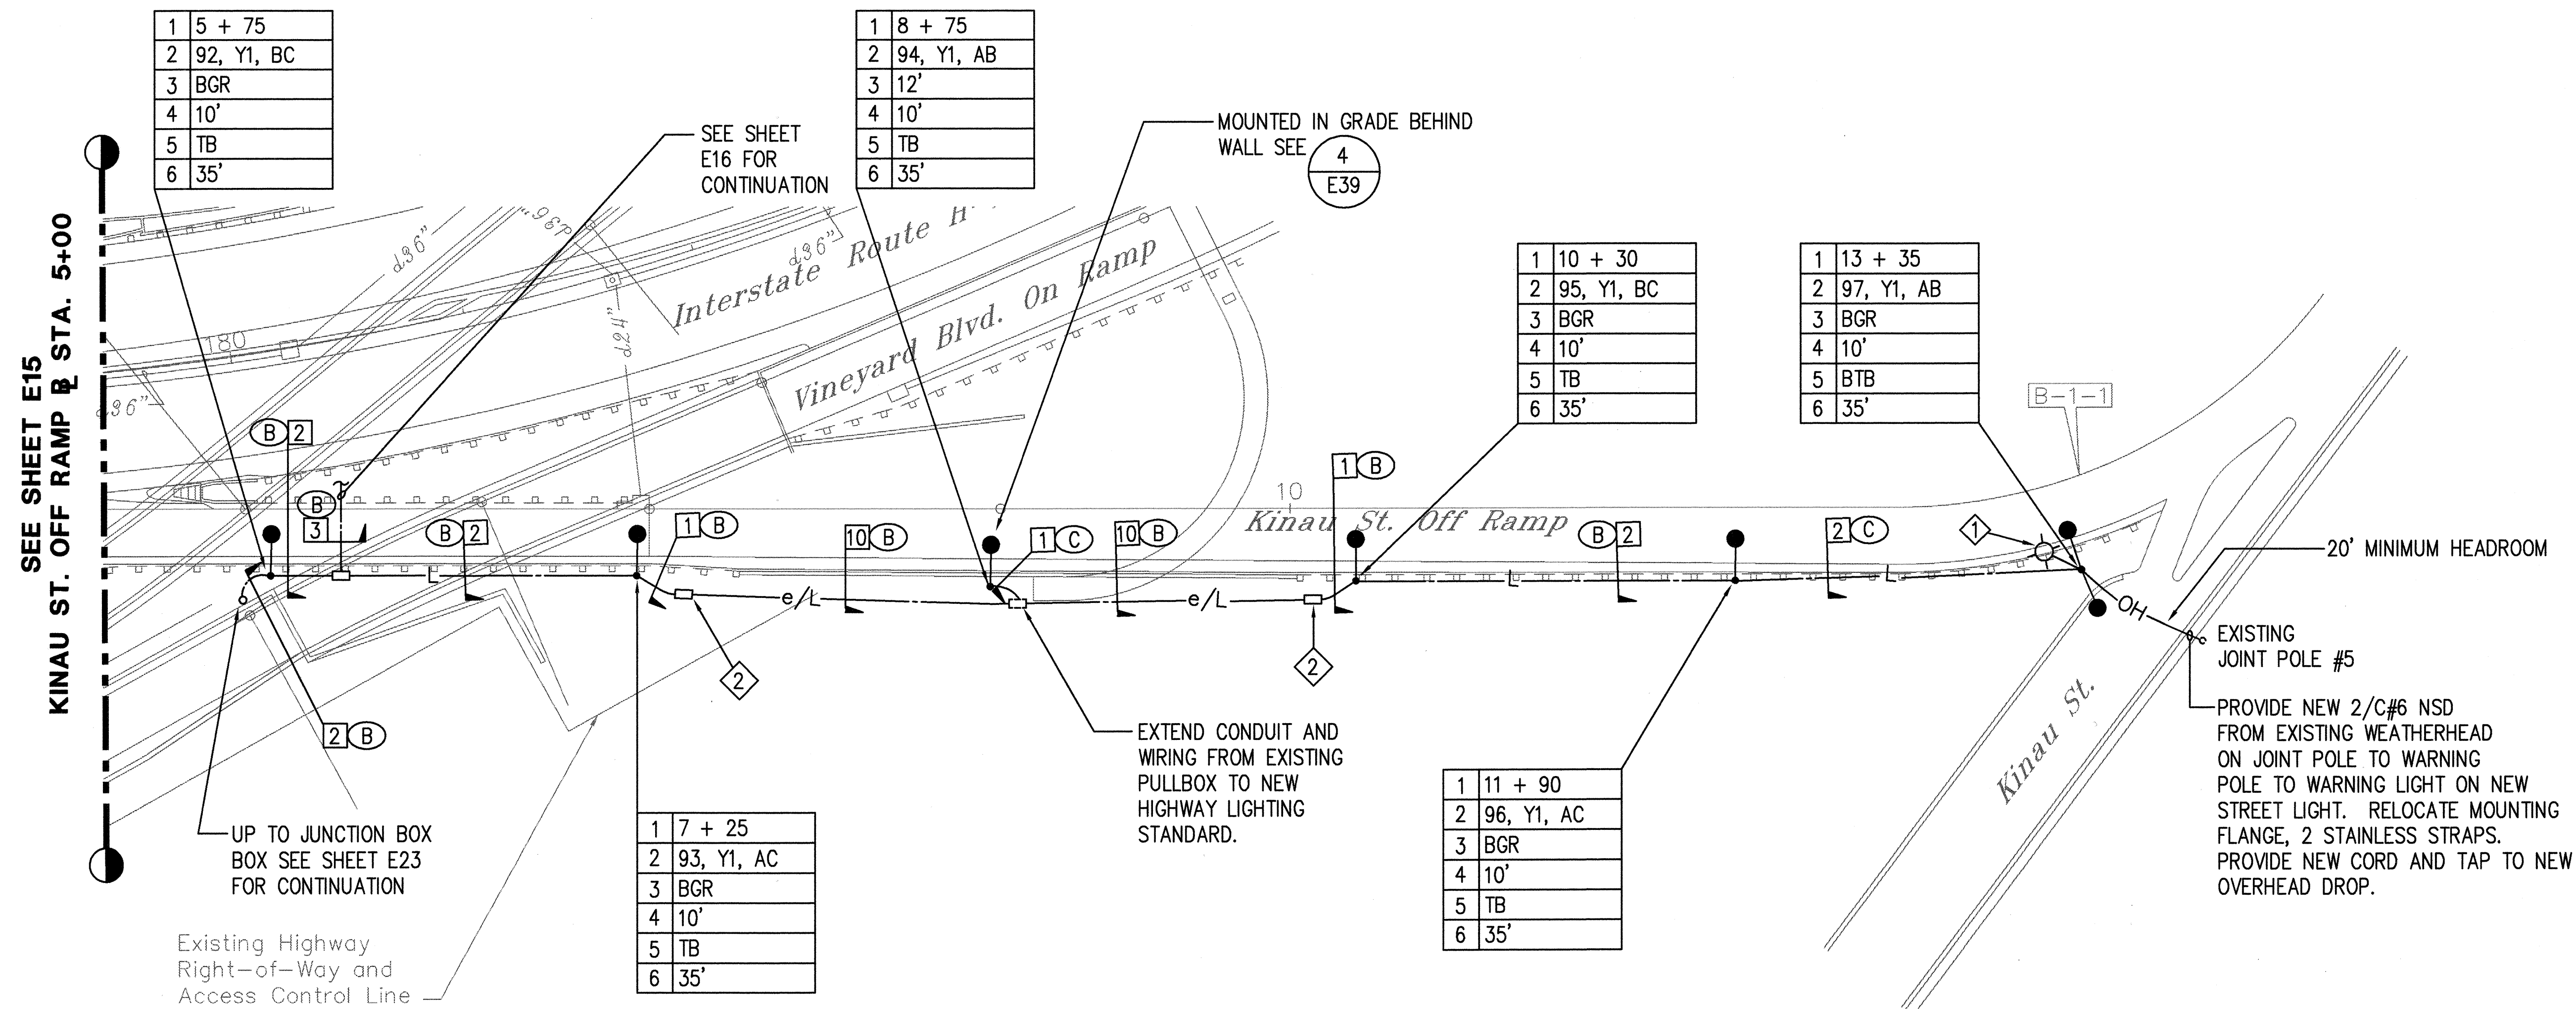 1 5 + 75
2 92, Y1, BC
3 BGR
4 10'
5 TB
6 35'
1 8 + 75
2 94, Y1, AB
3 12'
4 10'
5 TB
6 35'
SEE SHEET
E16 FOR
CONTINUATION
MOUNTED IN GRADE BEHIND
WALL SEE
4
E39
SEE SHEET E15
KINAU ST. OFF RAMP ℄ STA. 5+00
d36"
d36"
d36"
d36"
P24"
180
Interstate Route H-
Vineyard Blvd. On Ramp
1 10 + 30
2 95, Y1, BC
3 BGR
4 10'
5 TB
6 35'
1 13 + 35
2 97, Y1, AB
3 BGR
4 10'
5 BTB
6 35'
B-1-1
B 2
B
3
B 2
1 B
10 B
1 C
10 B
1 B
10
Kinau St. Off Ramp
B 2
2 C
1
20' MINIMUM HEADROOM
L
e/L
e/L
L
L
OH
2
2
2 B
EXISTING
JOINT POLE #5
Kinau St.
PROVIDE NEW 2/C#6 NSD
FROM EXISTING WEATHERHEAD
ON JOINT POLE TO WARNING
POLE TO WARNING LIGHT ON NEW
STREET LIGHT. RELOCATE MOUNTING
FLANGE, 2 STAINLESS STRAPS.
PROVIDE NEW CORD AND TAP TO NEW
OVERHEAD DROP.
EXTEND CONDUIT AND
WIRING FROM EXISTING
PULLBOX TO NEW
HIGHWAY LIGHTING
STANDARD.
1 11 + 90
2 96, Y1, AC
3 BGR
4 10'
5 TB
6 35'
UP TO JUNCTION BOX
BOX SEE SHEET E23
FOR CONTINUATION
1 7 + 25
2 93, Y1, AC
3 BGR
4 10'
5 TB
6 35'
Existing Highway
Right-of-Way and
Access Control Line